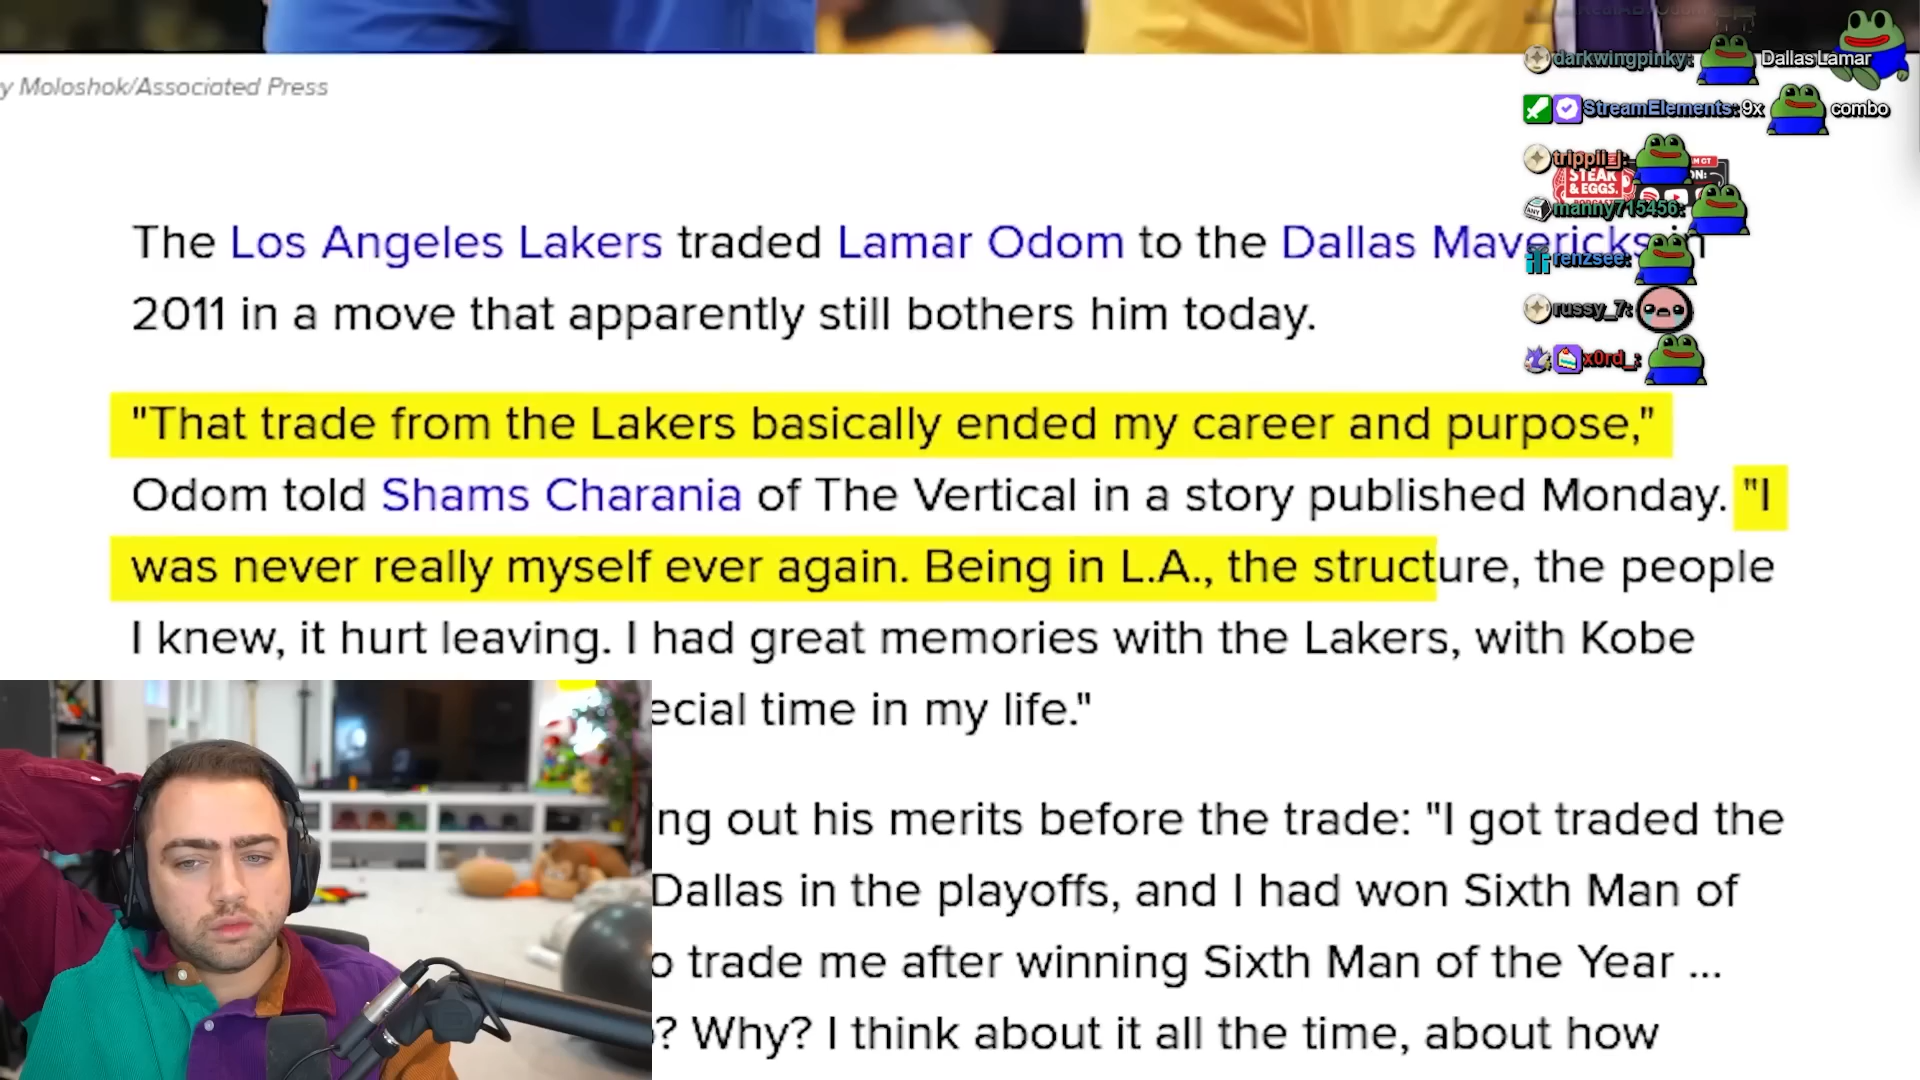 y Moloshok/Associated Press
The Los Angeles Lakers traded Lamar Odom to the Dallas Mavericks in
2011 in a move that apparently still bothers him today.
"That trade from the Lakers basically ended my career and purpose,"
Odom told Shams Charania of The Vertical in a story published Monday. "I
was never really myself ever again. Being in L.A., the structure, the people
I knew, it hurt leaving. I had great memories with the Lakers, with Kobe
ecial time in my life."
ng out his merits before the trade: "I got traded the
Dallas in the playoffs, and I had won Sixth Man of
o trade me after winning Sixth Man of the Year ...
? Why? I think about it all the time, about how
darkwingpinky: Dallas Lamar
StreamElements: 9x combo
trippii_j:
STEAK
& EGGS.
manny715456:
renzsee:
russy_7:
x0rd_: